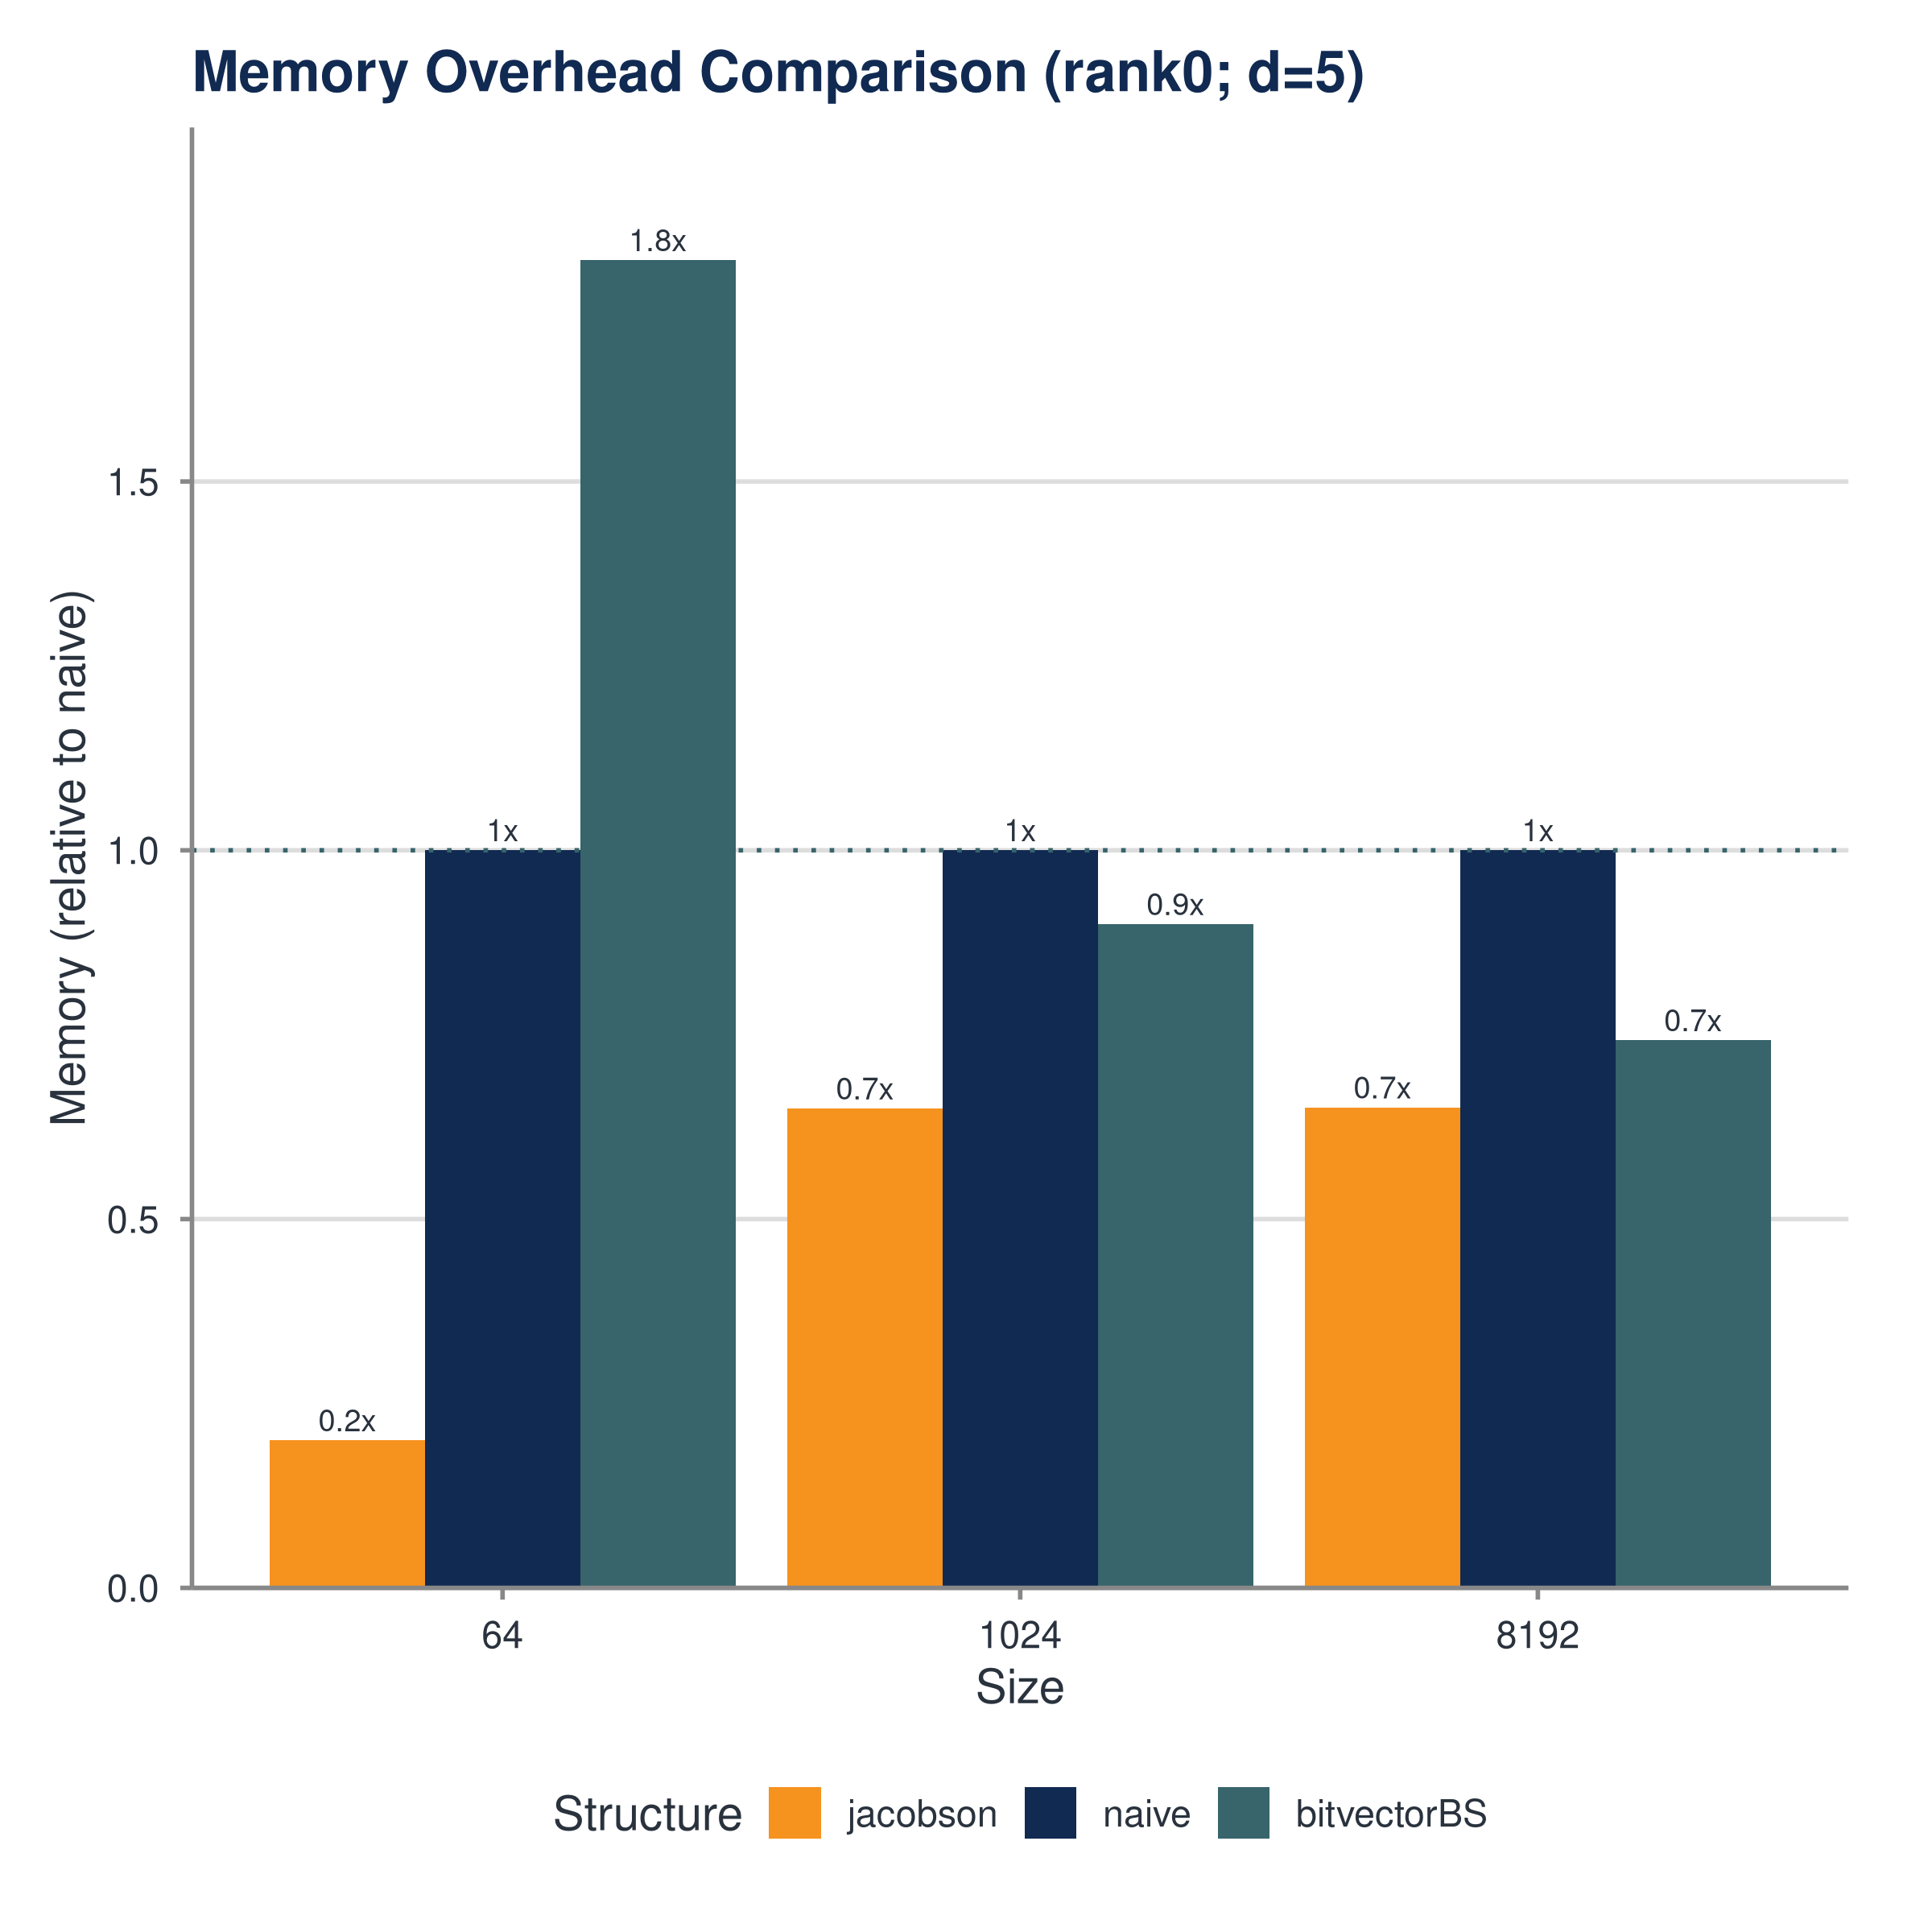 Memory Overhead Comparison (rank0; d=5)
Memory (relative to naive)
1.5
1.0
0.5
0.0
0.2x
1x
1.8x
0.7x
1x
0.9x
0.7x
1x
0.7x
64
1024
8192
Size
Structure jacobson naive bitvectorBS